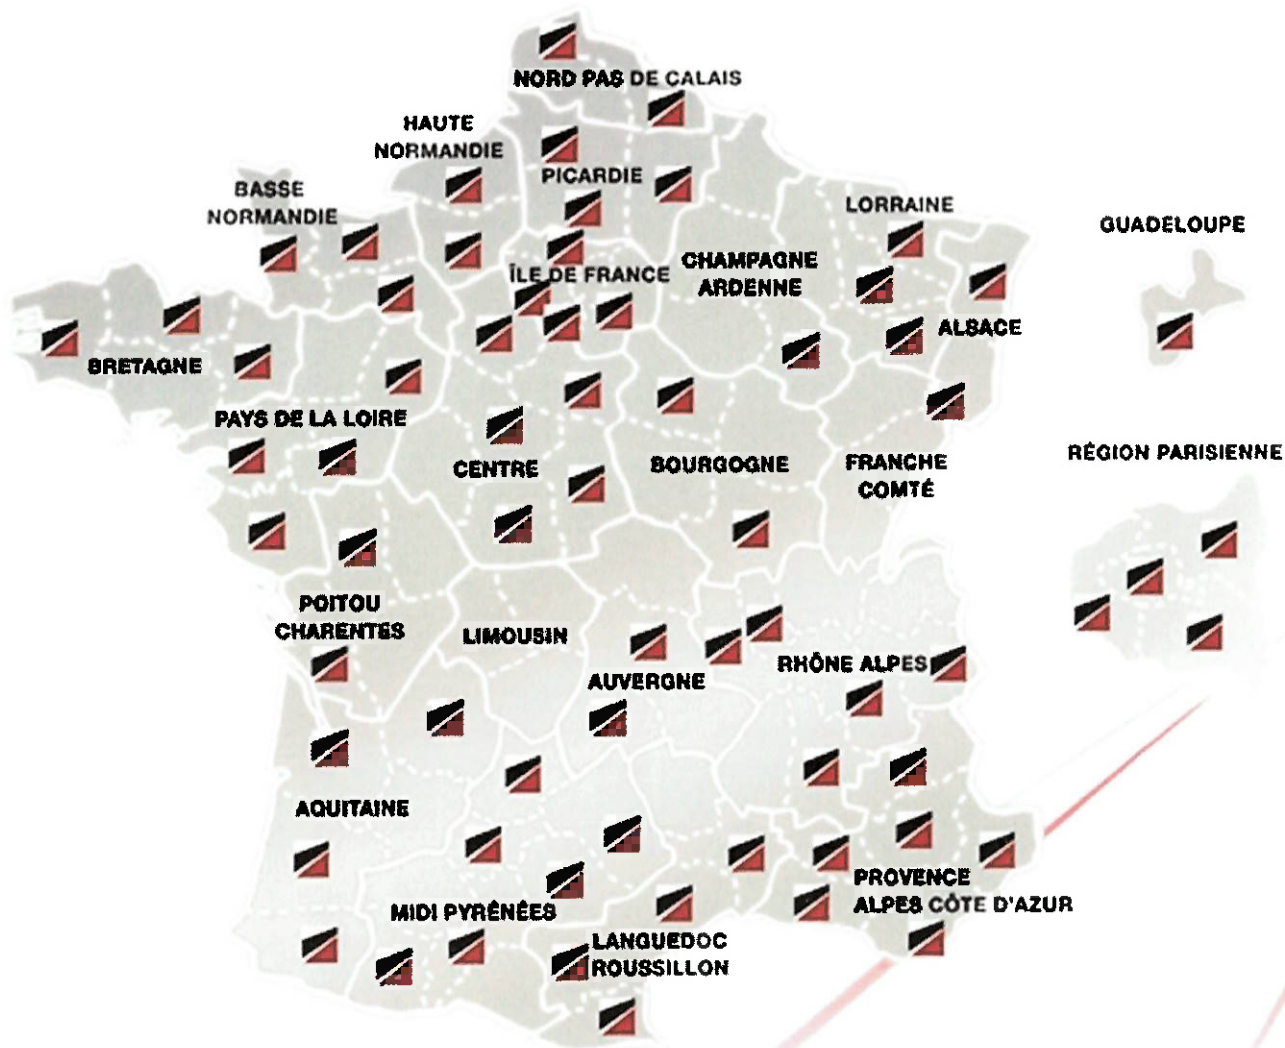 NORD PAS DE CALAIS
HAUTE
NORMANDIE
PICARDIE
BASSE
NORMANDIE
LORRAINE
GUADELOUPE
CHAMPAGNE
ARDENNE
ÎLE DE FRANCE
ALSACE
BRETAGNE
PAYS DE LA LOIRE
CENTRE
BOURGOGNE
FRANCHE
COMTÉ
RÉGION PARISIENNE
POITOU
CHARENTES
LIMOUSIN
RHÔNE ALPES
AUVERGNE
AQUITAINE
PROVENCE
ALPES CÔTE D'AZUR
MIDI PYRÉNÉES
LANGUEDOC
ROUSSILLON